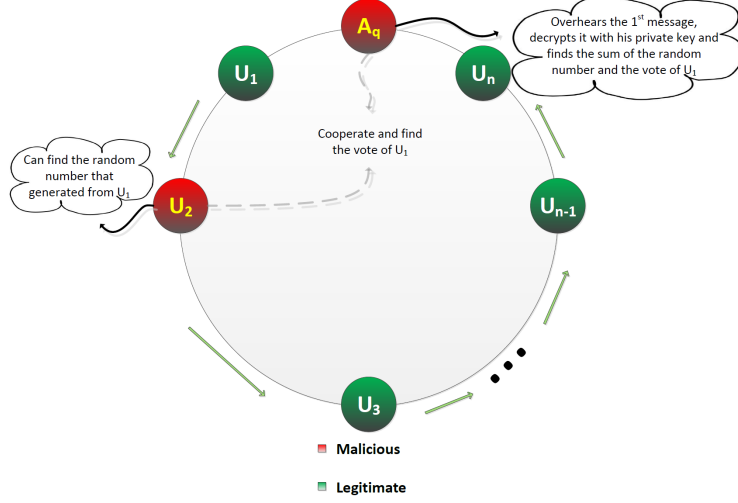 Aq
Overhears the 1st message,
decrypts it with his private key and
finds the sum of the random
number and the vote of U1
U1
Un
Cooperate and find
the vote of U1
Can find the random
number that
generated from U1
U2
Un-1
U3
Malicious
Legitimate